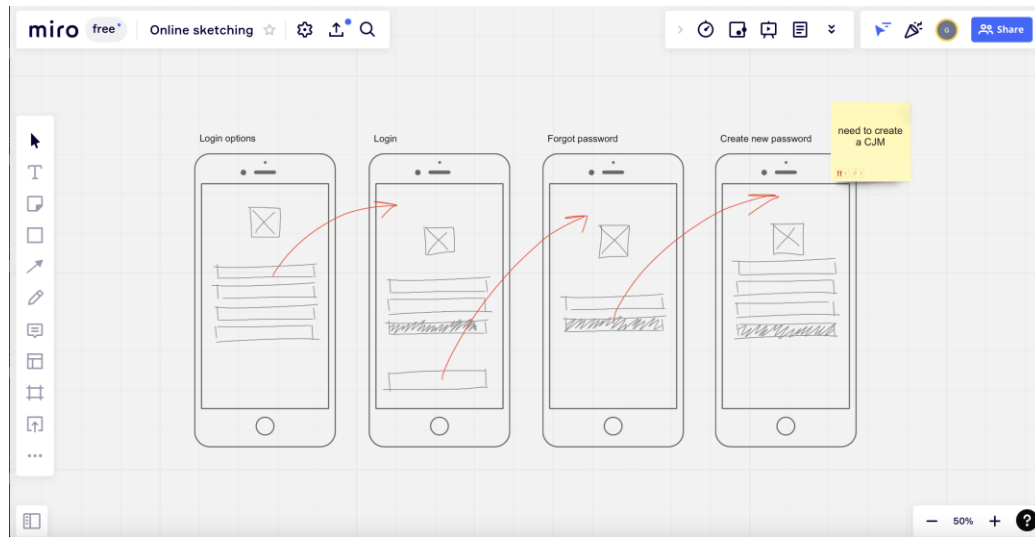 miro free Online sketching
G Share
Login options
Login
Forgot password
Create new password
need to create
a CJM
50% ?